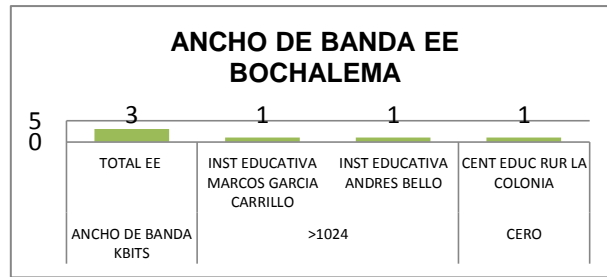 ANCHO DE BANDA EE
BOCHALEMA
5
0
3
1
1
1
TOTAL EE
INST EDUCATIVA
MARCOS GARCIA
CARRILLO
INST EDUCATIVA
ANDRES BELLO
CENT EDUC RUR LA
COLONIA
ANCHO DE BANDA
KBITS
>1024
CERO